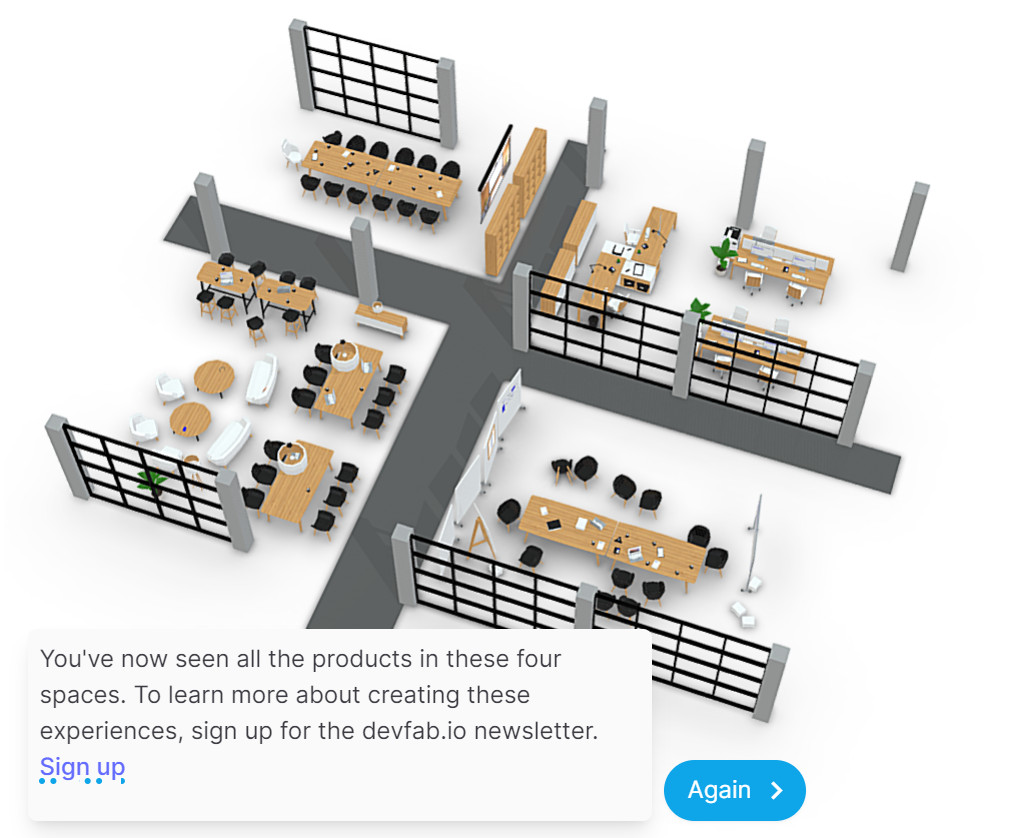 You've now seen all the products in these four
spaces. To learn more about creating these
experiences, sign up for the devfab.io newsletter.
Sign up
Again